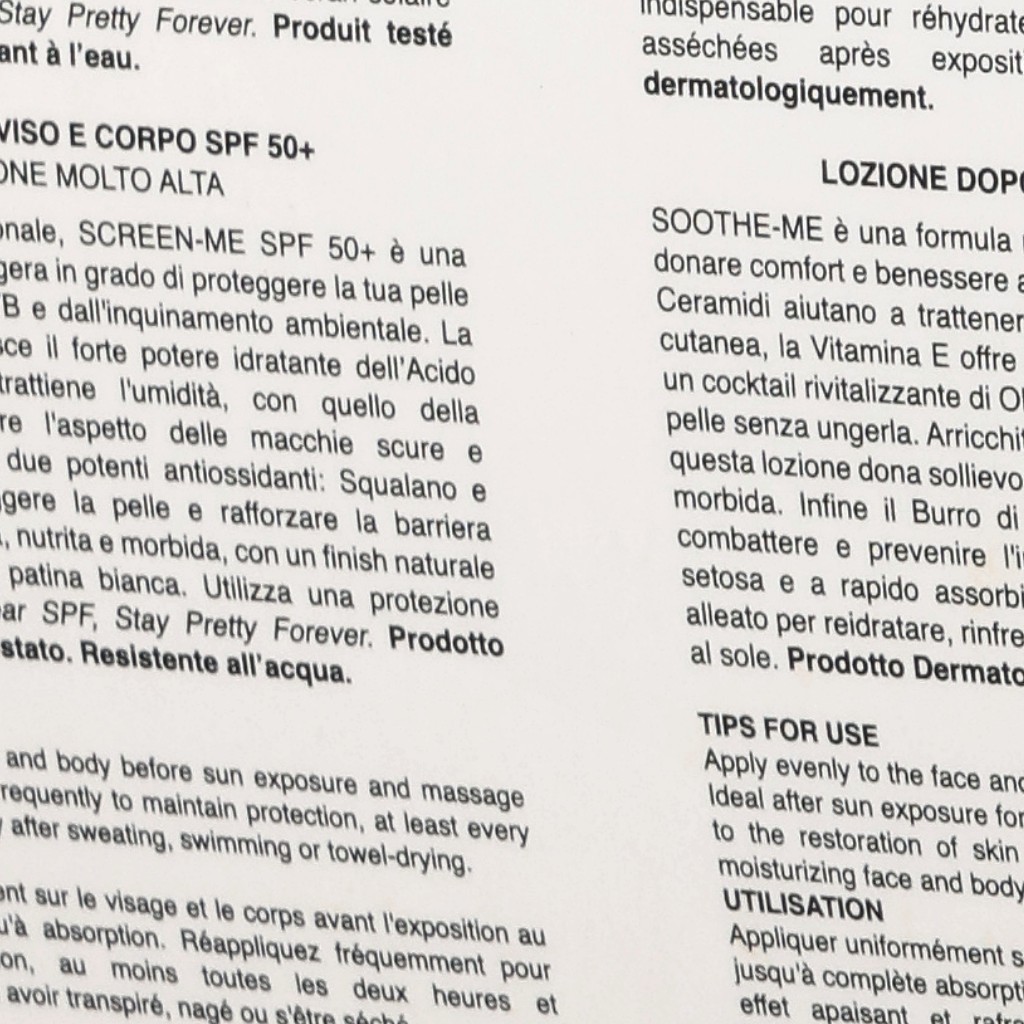 Stay Pretty Forever. Produit testé
ant à l'eau.
VISO E CORPO SPF 50+
ONE MOLTO ALTA
onale, SCREEN-ME SPF 50+ è una
gera in grado di proteggere la tua pelle
B e dall'inquinamento ambientale. La
sce il forte potere idratante dell'Acido
trattiene l'umidità, con quello della
re l'aspetto delle macchie scure e
due potenti antiossidanti: Squalano e
ggere la pelle e rafforzare la barriera
, nutrita e morbida, con un finish naturale
patina bianca. Utilizza una protezione
ar SPF, Stay Pretty Forever. Prodotto
stato. Resistente all'acqua.
and body before sun exposure and massage
requently to maintain protection, at least every
after sweating, swimming or towel-drying.
ent sur le visage et le corps avant l'exposition au
u'à absorption. Réappliquez fréquemment pour
on, au moins toutes les deux heures et
avoir transpiré, nagé ou s'être séché
indispensable pour réhydrate
asséchées après exposit
dermatologiquement.
LOZIONE DOPO
SOOTHE-ME è una formula
donare comfort e benessere a
Ceramidi aiutano a trattener
cutanea, la Vitamina E offre
un cocktail rivitalizzante di Ol
pelle senza ungerla. Arricchit
questa lozione dona sollievo
morbida. Infine il Burro di
combattere e prevenire l'i
setosa e a rapido assorbi
alleato per reidratare, rinfre
al sole. Prodotto Dermato
TIPS FOR USE
Apply evenly to the face and
Ideal after sun exposure for
to the restoration of skin
moisturizing face and body
UTILISATION
Appliquer uniformément s
jusqu'à complète absorpti
effet apaisant et rafra